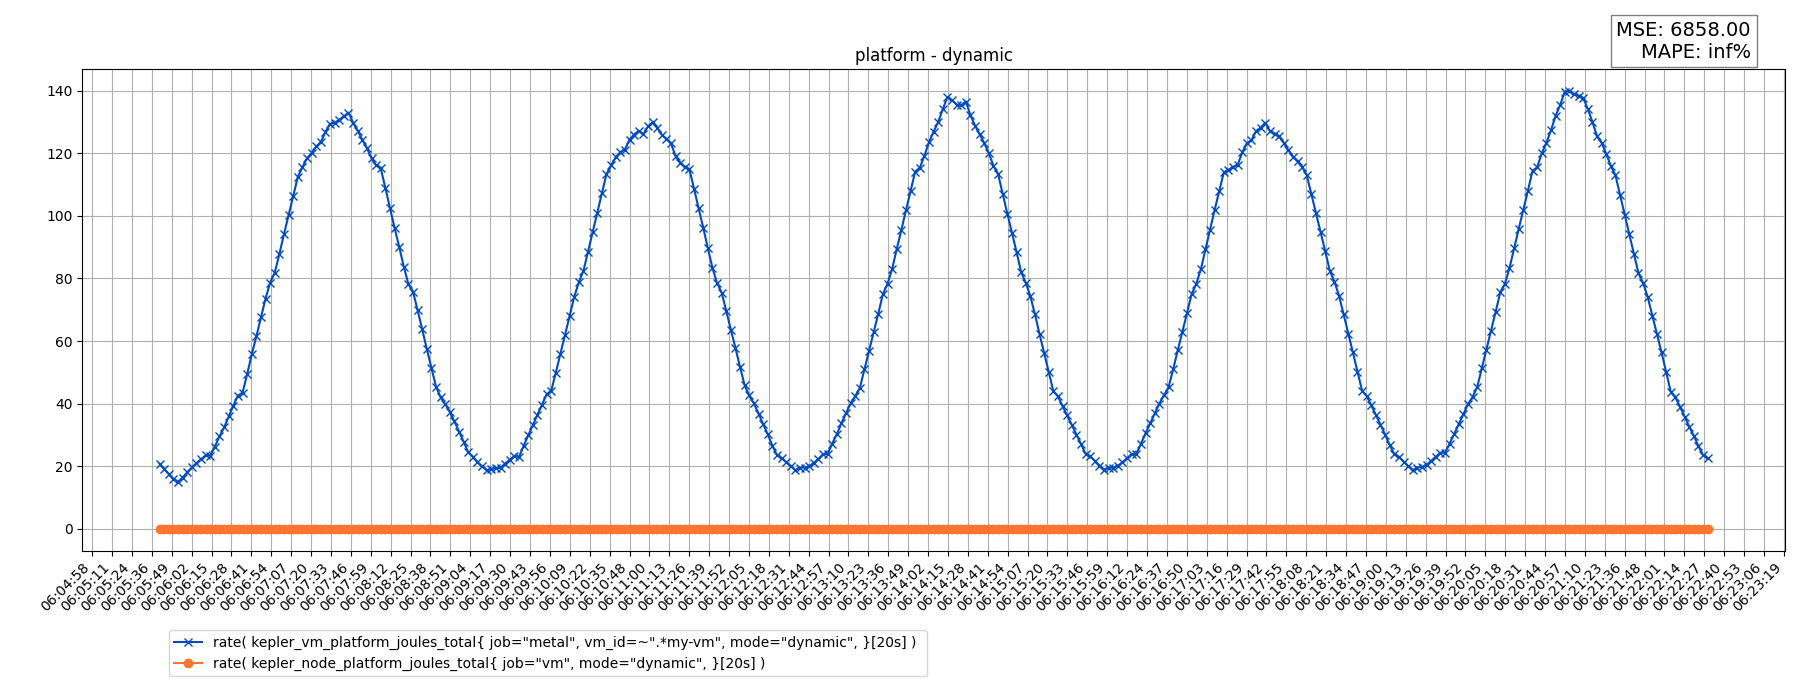 MSE: 6858.00
MAPE: inf%
platform - dynamic
140
120
100
80
60
40
20
0
06:04:58 06:05:11 06:05:24 06:05:36 06:05:49 06:06:02 06:06:15 06:06:28 06:06:41 06:06:54 06:07:07 06:07:20 06:07:33 06:07:46 06:07:59 06:08:12 06:08:25 06:08:38 06:08:51 06:09:04 06:09:17 06:09:30 06:09:43 06:09:56 06:10:09 06:10:22 06:10:35 06:10:48 06:11:00 06:11:13 06:11:26 06:11:39 06:11:52 06:12:05 06:12:18 06:12:31 06:12:44 06:12:57 06:13:10 06:13:23 06:13:36 06:13:49 06:14:02 06:14:15 06:14:28 06:14:41 06:14:54 06:15:07 06:15:20 06:15:33 06:15:46 06:15:59 06:16:12 06:16:24 06:16:37 06:16:50 06:17:03 06:17:16 06:17:29 06:17:42 06:17:55 06:18:08 06:18:21 06:18:34 06:18:47 06:19:00 06:19:13 06:19:26 06:19:39 06:19:52 06:20:05 06:20:18 06:20:31 06:20:44 06:20:57 06:21:10 06:21:23 06:21:36 06:21:48 06:22:01 06:22:14 06:22:27 06:22:40 06:22:53 06:23:06 06:23:19
rate( kepler_vm_platform_joules_total{ job="metal", vm_id=~".*my-vm", mode="dynamic", }[20s] )
rate( kepler_node_platform_joules_total{ job="vm", mode="dynamic", }[20s] )